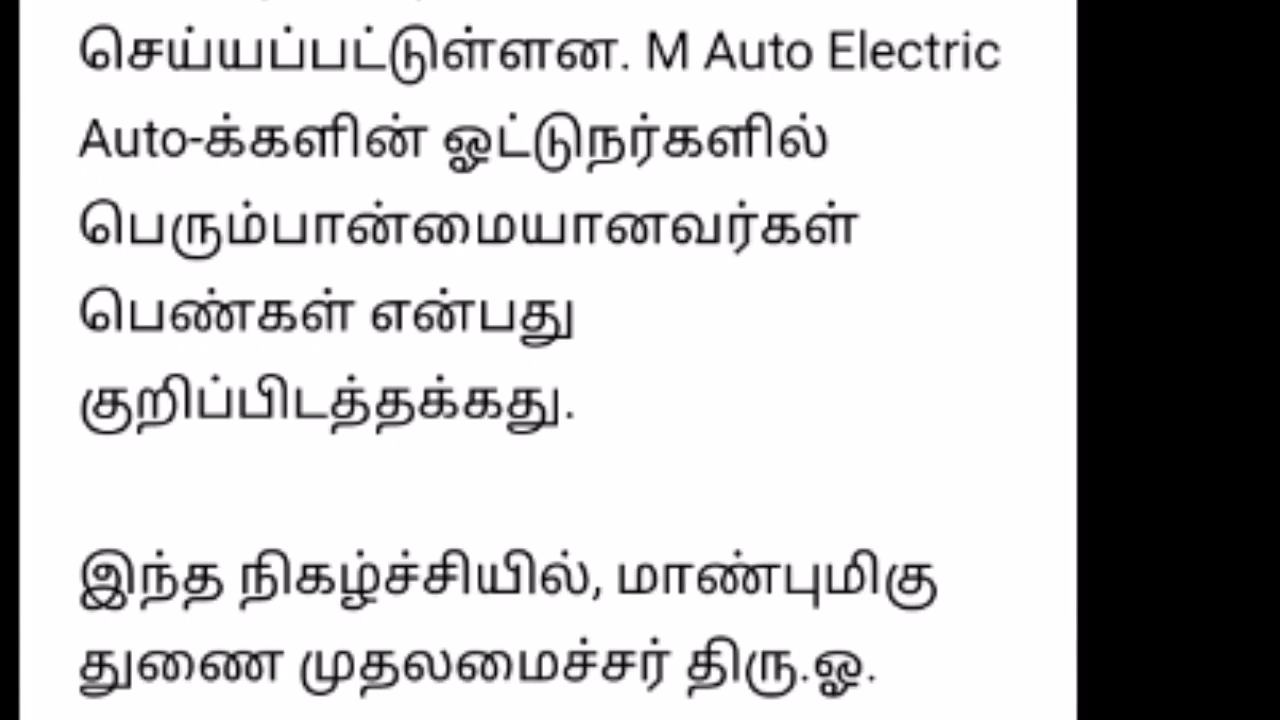 செய்யப்பட்டுள்ளன. M Auto Electric
Auto-க்களின் ஓட்டுநர்களில்
பெரும்பான்மையானவர்கள்
பெண்கள் என்பது
குறிப்பிடத்தக்கது.
இந்த நிகழ்ச்சியில், மாண்புமிகு
துணை முதலமைச்சர் திரு.ஓ.